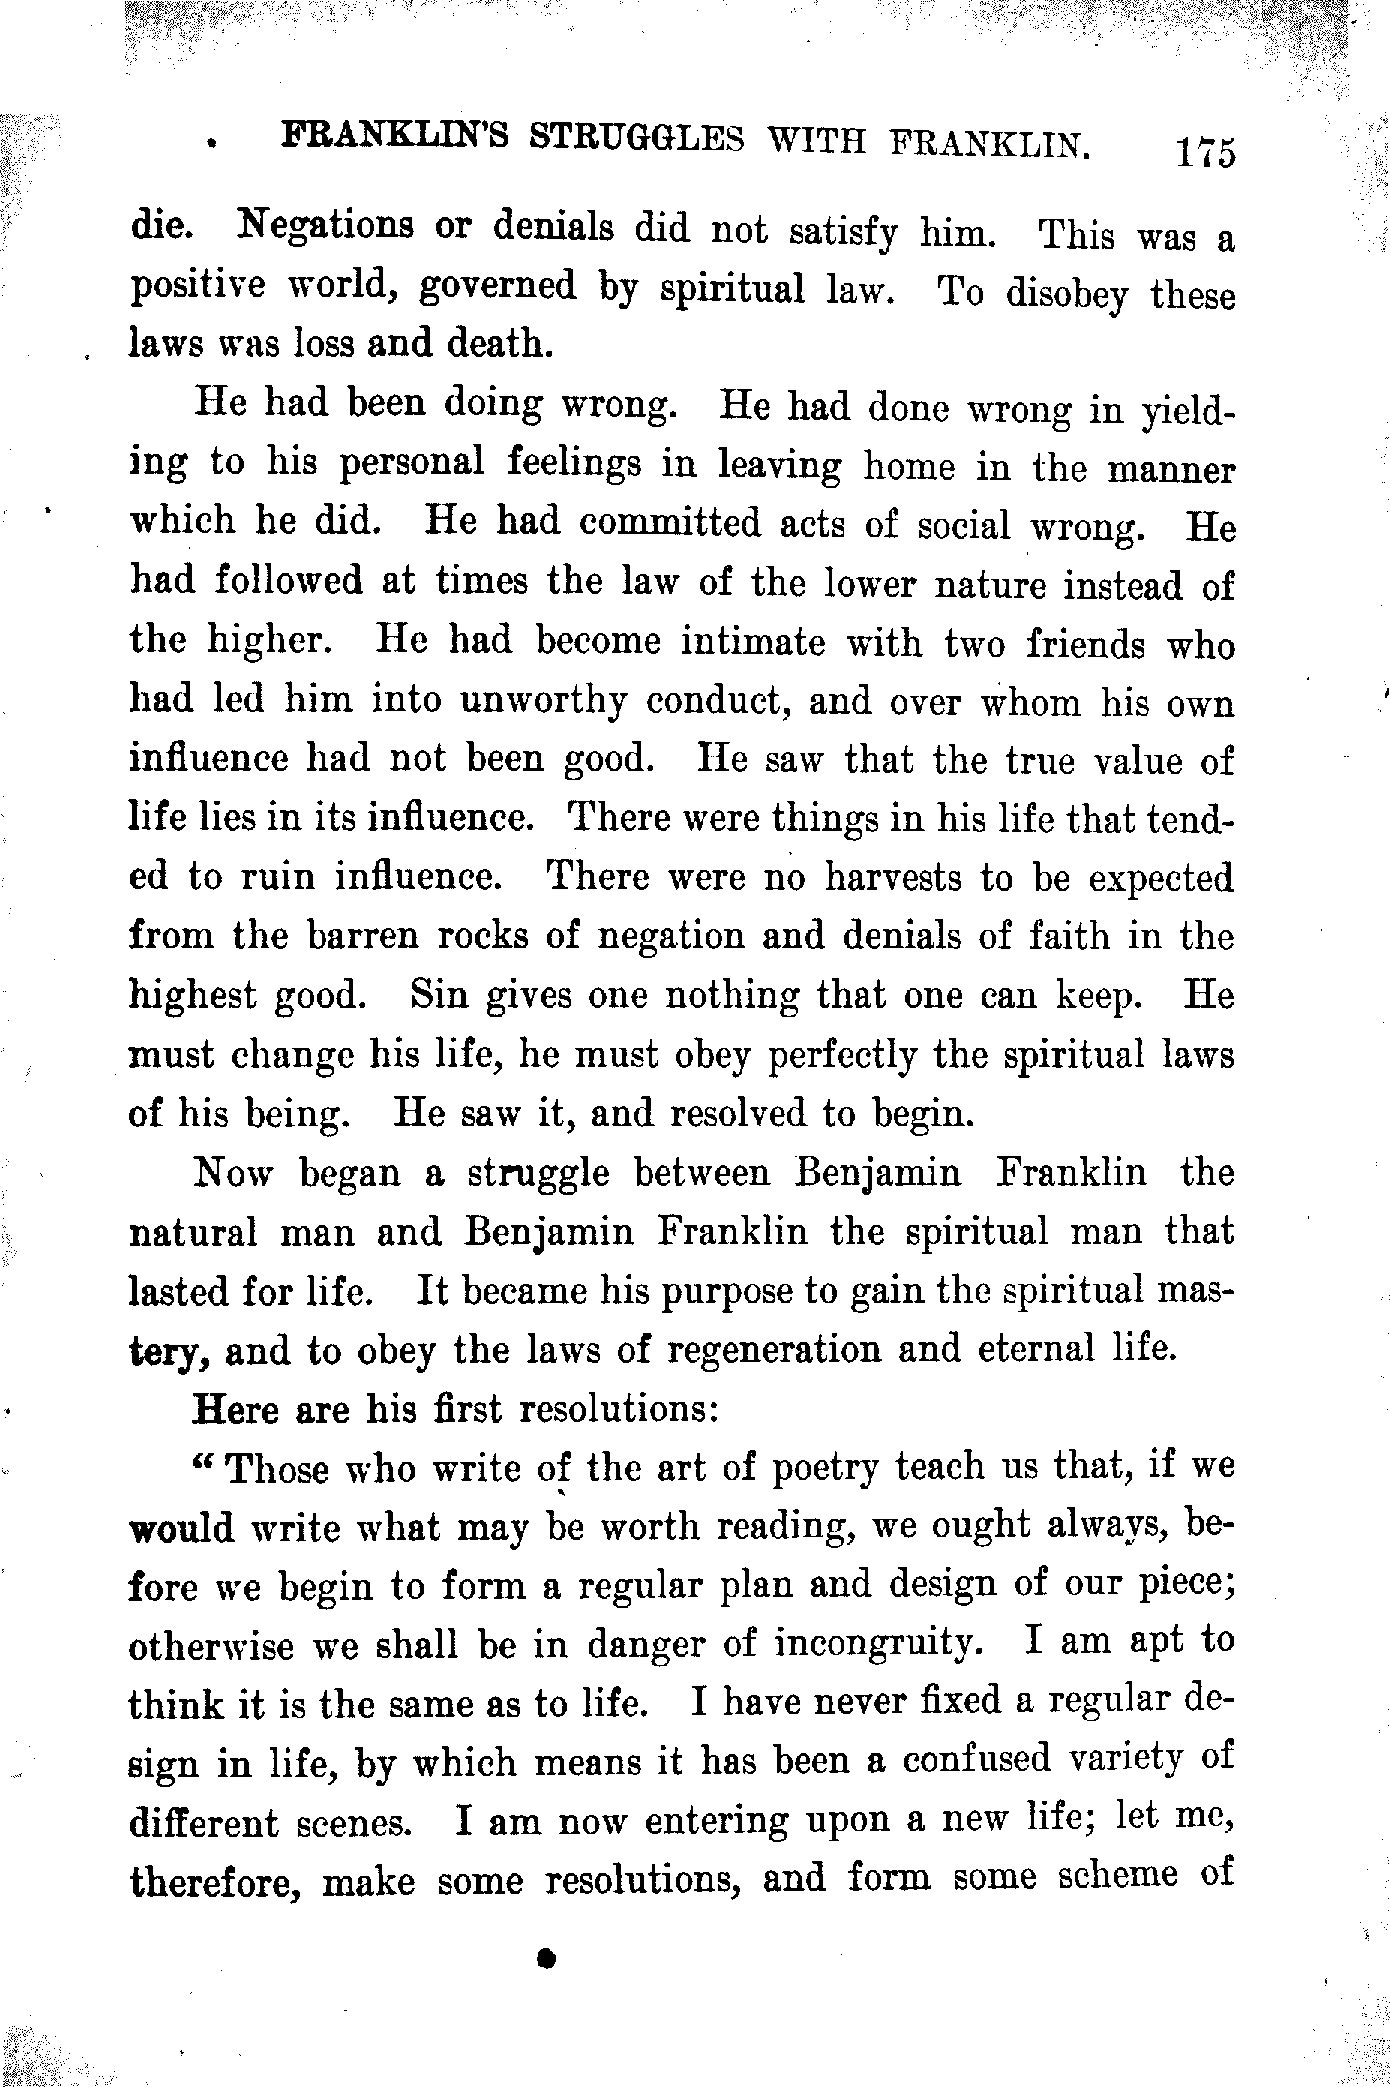 FRANKLIN'S STRUGGLES WITH FRANKLIN. 175
die. Negations or denials did not satisfy him. This was a
positive world, governed by spiritual law. To disobey these
laws was loss and death.
He had been doing wrong. He had done wrong in yield-
ing to his personal feelings in leaving home in the manner
which he did. He had committed acts of social wrong. He
had followed at times the law of the lower nature instead of
the higher. He had become intimate with two friends who
had led him into unworthy conduct, and over whom his own
influence had not been good. He saw that the true value of
life lies in its influence. There were things in his life that tend-
ed to ruin influence. There were no harvests to be expected
from the barren rocks of negation and denials of faith in the
highest good. Sin gives one nothing that one can keep. He
must change his life, he must obey perfectly the spiritual laws
of his being. He saw it, and resolved to begin.
Now began a struggle between Benjamin Franklin the
natural man and Benjamin Franklin the spiritual man that
lasted for life. It became his purpose to gain the spiritual mas-
tery, and to obey the laws of regeneration and eternal life.
Here are his first resolutions:
“Those who write of the art of poetry teach us that, if we
would write what may be worth reading, we ought always, be-
fore we begin to form a regular plan and design of our piece;
otherwise we shall be in danger of incongruity. I am apt to
think it is the same as to life. I have never fixed a regular de-
sign in life, by which means it has been a confused variety of
different scenes. I am now entering upon a new life; let me,
therefore, make some resolutions, and form some scheme of